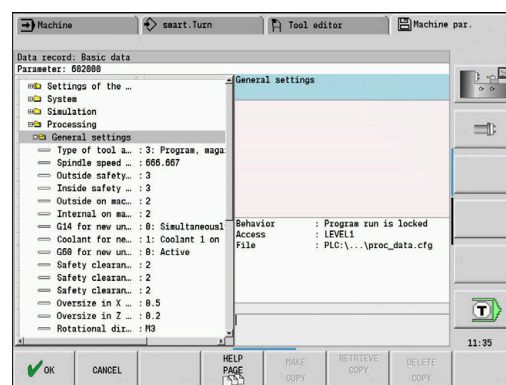 Machine
smart.Turn
Tool editor
Machine par.
Data record: Basic data
Parameter: 602000
Settings of the …
System
Simulation
Processing
General settings
Type of tool a… : 3: Program, maga
Spindle speed … : 666.667
Outside safety… : 3
Inside safety … : 3
Outside on mac… : 2
Internal on ma… : 2
G14 for new un… : 0: Simultaneousl
Coolant for ne… : 1: Coolant 1 on
G60 for new un… : 0: Active
Safety clearan… : 2
Safety clearan… : 2
Safety clearan… : 2
Oversize in X … : 0.5
Oversize in Z … : 0.2
Rotational dir… : M3
General settings
Behavior : Program run is locked
Access : LEVEL1
File : PLC:\...\proc_data.cfg
T
11:35
OK
CANCEL
HELP
PAGE
MAKE
COPY
RETRIEVE
COPY
DELETE
COPY